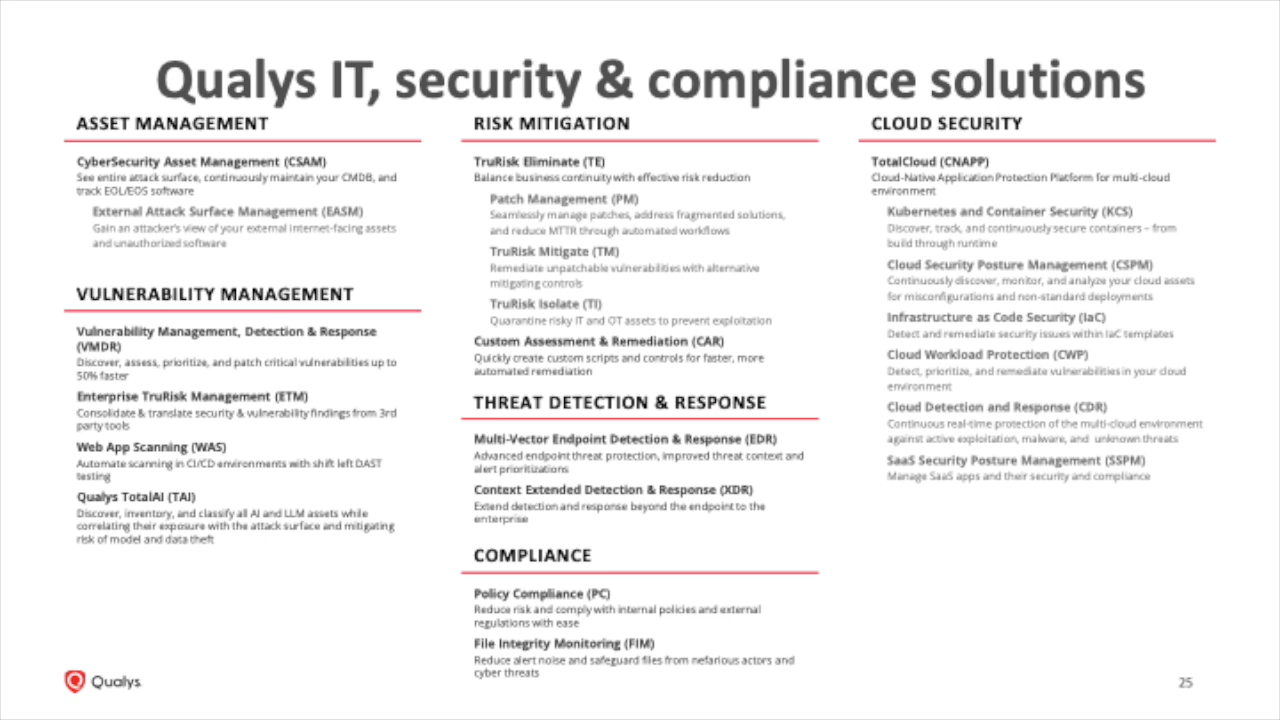 Qualys IT, security & compliance solutions
ASSET MANAGEMENT
CyberSecurity Asset Management (CSAM)
See entire attack surface, continuously maintain your CMDB, and
track EOL/EOS software
External Attack Surface Management (EASM)
Gain an attacker's view of your external internet-facing assets
and unauthorized software
VULNERABILITY MANAGEMENT
Vulnerability Management, Detection & Response
(VMDR)
Discover, assess, prioritize, and patch critical vulnerabilities up to
50% faster
Enterprise TruRisk Management (ETM)
Consolidate & translate security & vulnerability findings from 3rd
party tools
Web App Scanning (WAS)
Automate scanning in CI/CD environments with shift left DAST
testing
Qualys TotalAI (TAI)
Discover, inventory, and classify all AI and LLM assets while
correlating their exposure with the attack surface and mitigating
risk of model and data theft
RISK MITIGATION
TruRisk Eliminate (TE)
Balance business continuity with effective risk reduction
Patch Management (PM)
Seamlessly manage patches, address fragmented solutions,
and reduce MTTR through automated workflows
TruRisk Mitigate (TM)
Remediate unpatchable vulnerabilities with alternative
mitigating controls
TruRisk Isolate (TI)
Quarantine risky IT and OT assets to prevent exploitation
Custom Assessment & Remediation (CAR)
Quickly create custom scripts and controls for faster, more
automated remediation
THREAT DETECTION & RESPONSE
Multi-Vector Endpoint Detection & Response (EDR)
Advanced endpoint threat protection, improved threat context and
alert prioritizations
Context Extended Detection & Response (XDR)
Extend detection and response beyond the endpoint to the
enterprise
COMPLIANCE
Policy Compliance (PC)
Reduce risk and comply with internal policies and external
regulations with ease
File Integrity Monitoring (FIM)
Reduce alert noise and safeguard files from nefarious actors and
cyber threats
CLOUD SECURITY
TotalCloud (CNAPP)
Cloud-Native Application Protection Platform for multi-cloud
environment
Kubernetes and Container Security (KCS)
Discover, track, and continuously secure containers – from
build through runtime
Cloud Security Posture Management (CSPM)
Continuously discover, monitor, and analyze your cloud assets
for misconfigurations and non-standard deployments
Infrastructure as Code Security (IaC)
Detect and remediate security issues within IaC templates
Cloud Workload Protection (CWP)
Detect, prioritize, and remediate vulnerabilities in your cloud
environment
Cloud Detection and Response (CDR)
Continuous real-time protection of the multi-cloud environment
against active exploitation, malware, and unknown threats
SaaS Security Posture Management (SSPM)
Manage SaaS apps and their security and compliance
Qualys
25